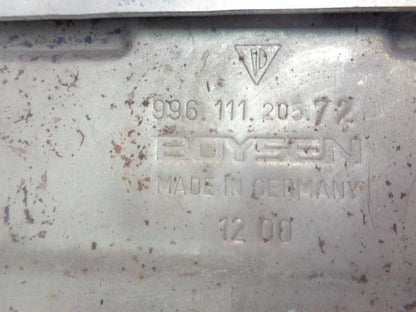 996.111.205.72
BOYSEN
MADE IN GERMANY
12 00